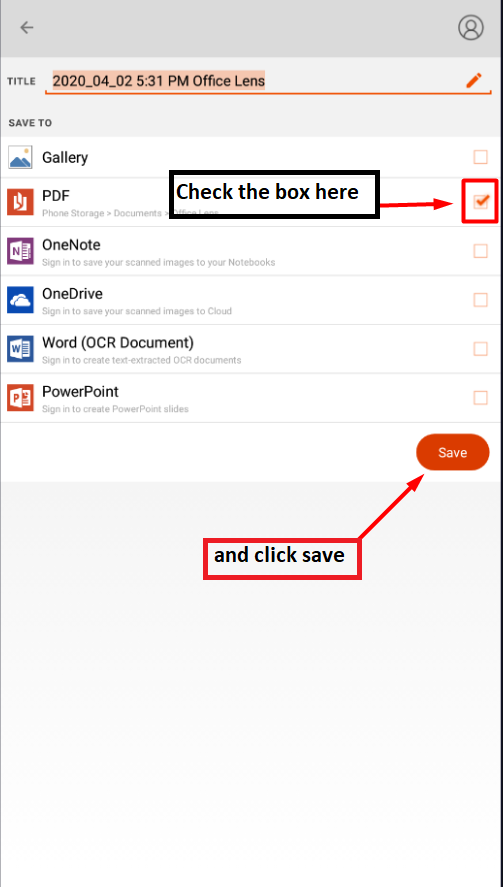 TITLE 2020_04_02 5:31 PM Office Lens
SAVE TO
Gallery
Check the box here
PDF
Phone Storage > Documents > Office Lens
OneNote
Sign in to save your scanned images to your Notebooks
OneDrive
Sign in to save your scanned images to Cloud
Word (OCR Document)
Sign in to create text-extracted OCR documents
PowerPoint
Sign in to create PowerPoint slides
Save
and click save